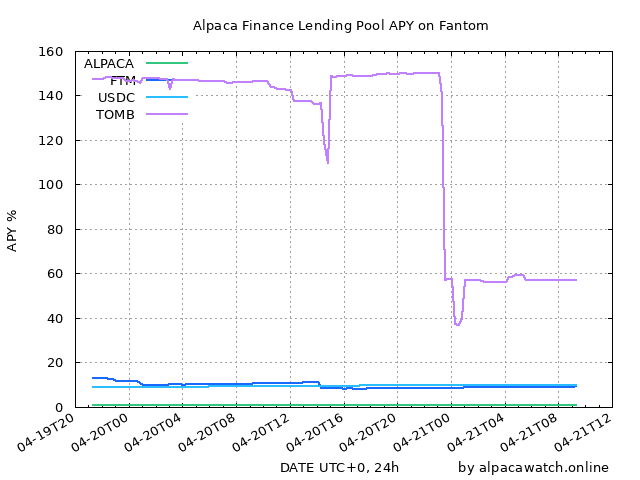 Alpaca Finance Lending Pool APY on Fantom
ALPACA
FTM
USDC
TOMB
APY %
160
140
120
100
80
60
40
20
0
04-19T20
04-20T00
04-20T04
04-20T08
04-20T12
04-20T16
04-20T20
04-21T00
04-21T04
04-21T08
04-21T12
DATE UTC+0, 24h
by alpacawatch.online